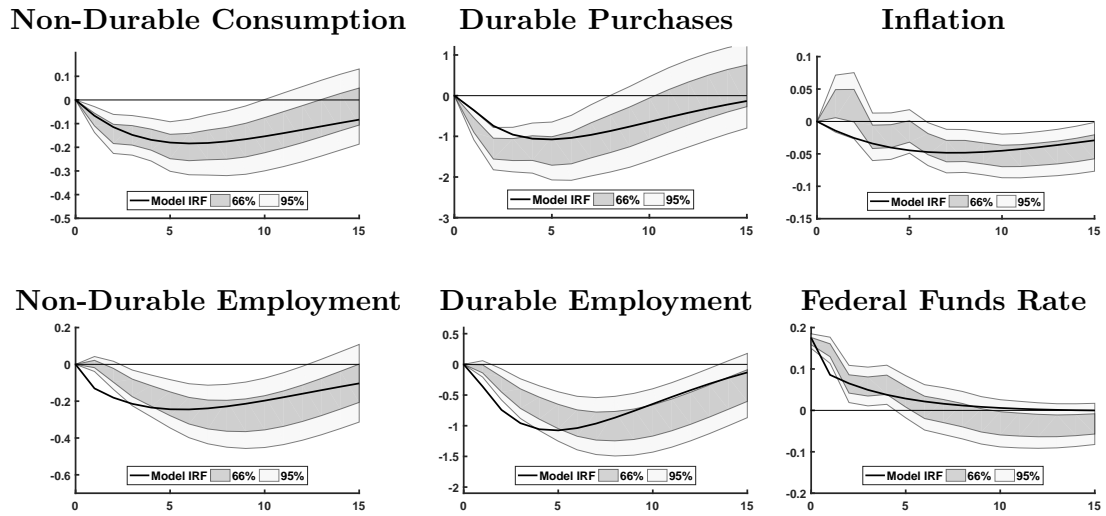 Non-Durable Consumption Durable Purchases Inflation
0.1
0
-0.1
-0.2
-0.3
-0.4
-0.5
Model IRF 66% 95%
0 5 10 15
1
0
-1
-2
-3
Model IRF 66% 95%
0 5 10 15
0.1
0.05
0
-0.05
-0.1
-0.15
Model IRF 66% 95%
0 5 10 15
Non-Durable Employment Durable Employment Federal Funds Rate
0.2
0
-0.2
-0.4
-0.6
Model IRF 66% 95%
0 5 10 15
0.5
0
-0.5
-1
-1.5
-2
Model IRF 66% 95%
0 5 10 15
0.2
0.1
0
-0.1
-0.2
Model IRF 66% 95%
0 5 10 15